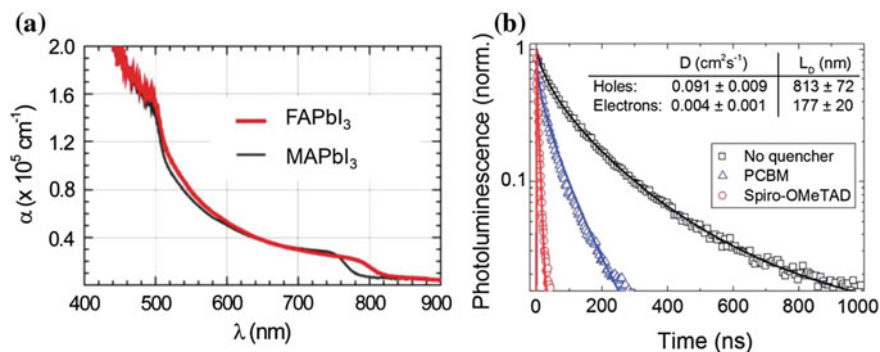 (a)
2.0
1.6
1.2
0.8
0.4
α (x 10⁵ cm⁻¹)
FAPbI₃
MAPbI₃
400 500 600 700 800 900
λ (nm)
(b)
1
0.1
Photoluminescence (norm.)
D (cm²s⁻¹) L_D (nm)
Holes: 0.091 ± 0.009 813 ± 72
Electrons: 0.004 ± 0.001 177 ± 20
No quencher
PCBM
Spiro-OMeTAD
0 200 400 600 800 1000
Time (ns)